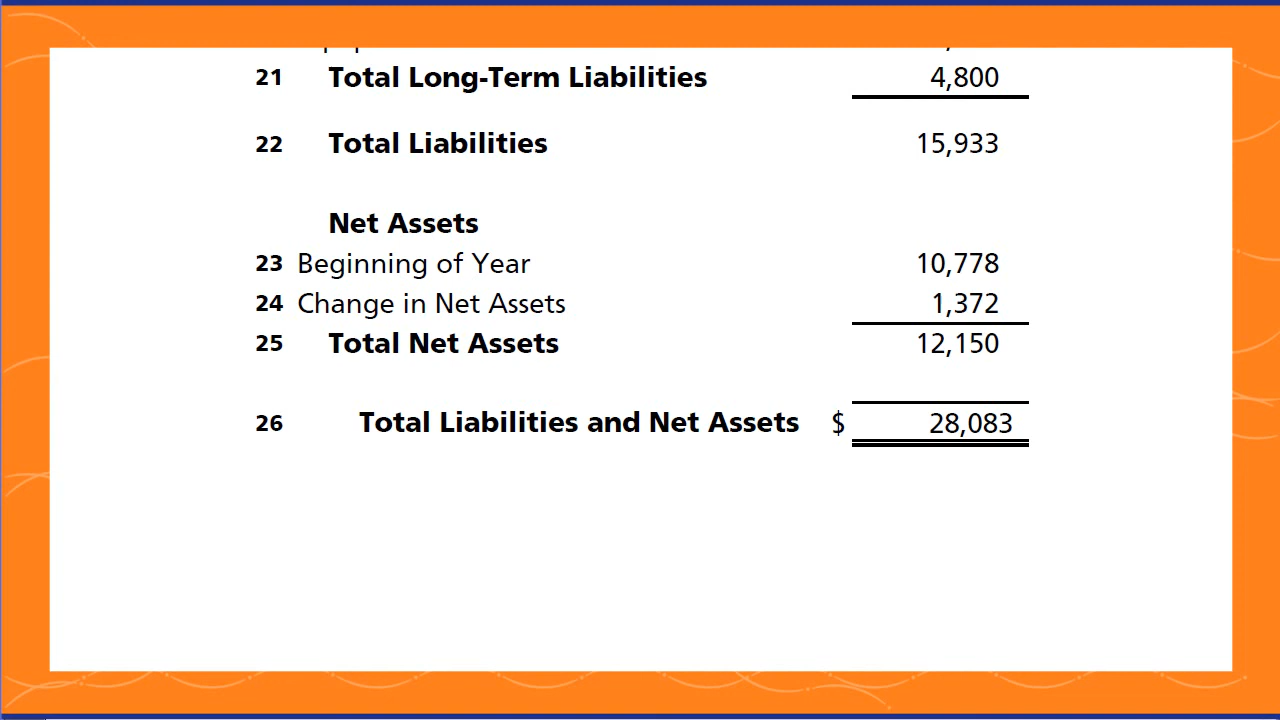 21 Total Long-Term Liabilities 4,800
22 Total Liabilities 15,933
Net Assets
23 Beginning of Year 10,778
24 Change in Net Assets 1,372
25 Total Net Assets 12,150
26 Total Liabilities and Net Assets $ 28,083